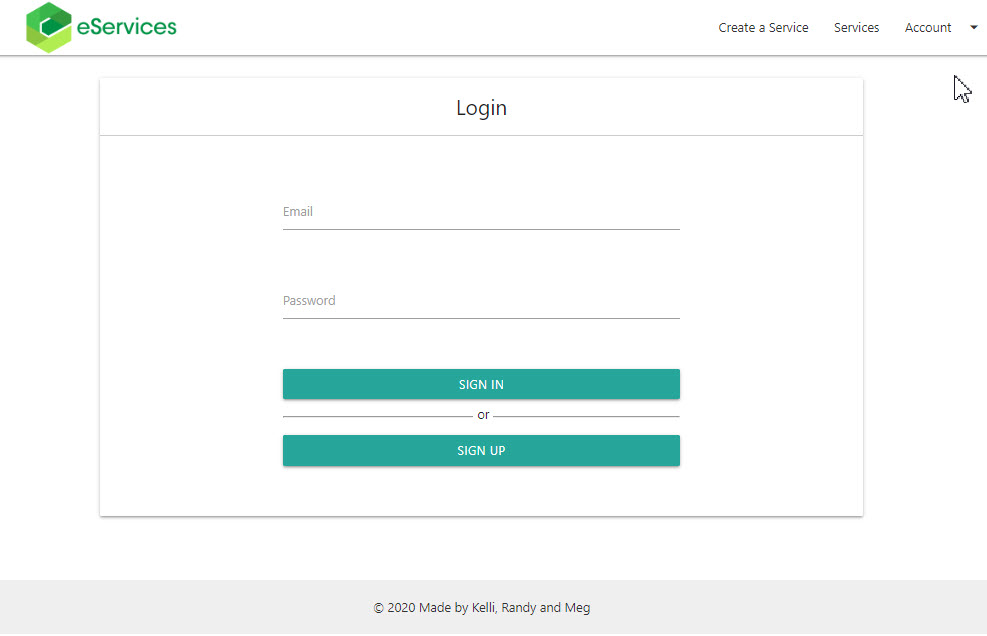 eServices
Create a Service Services Account
Login
Email
Password
SIGN IN
or
SIGN UP
© 2020 Made by Kelli, Randy and Meg